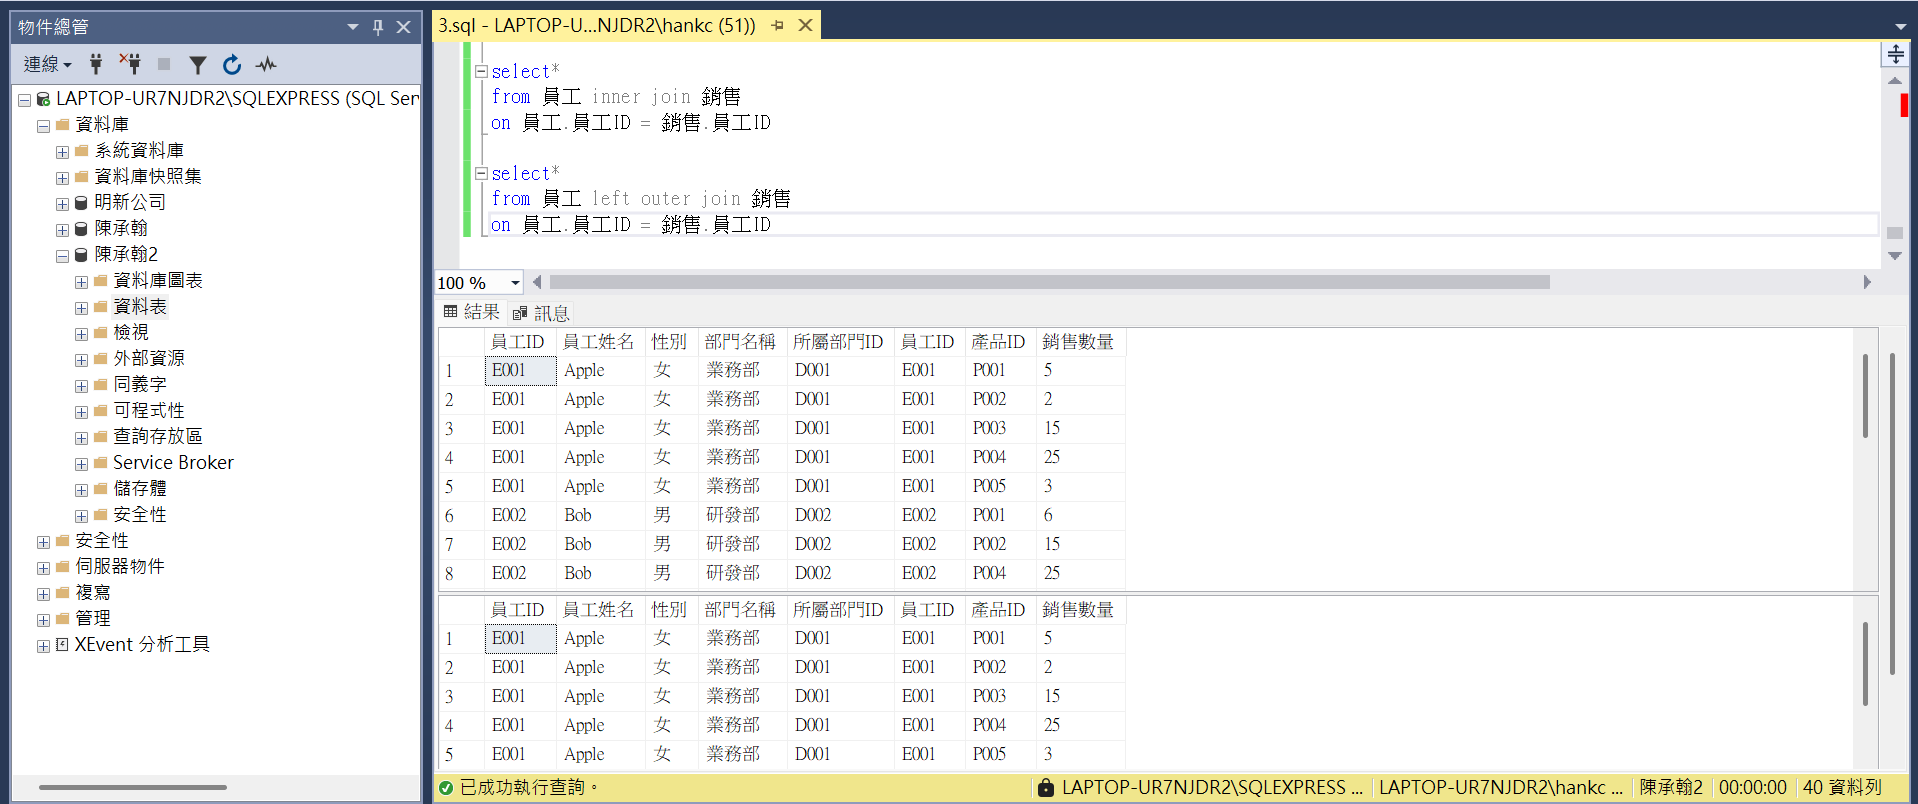 物件總管
連線
LAPTOP-UR7NJDR2\SQLEXPRESS (SQL Ser
資料庫
系統資料庫
資料庫快照集
明新公司
陳承翰
陳承翰2
資料庫圖表
資料表
檢視
外部資源
同義字
可程式性
查詢存放區
Service Broker
儲存體
安全性
安全性
伺服器物件
複寫
管理
XEvent 分析工具
3.sql - LAPTOP-U...NJDR2\hankc (51))
select*
from 員工 inner join 銷售
on 員工.員工ID = 銷售.員工ID
select*
from 員工 left outer join 銷售
on 員工.員工ID = 銷售.員工ID
100 %
結果 訊息
員工ID 員工姓名 性別 部門名稱 所屬部門ID 員工ID 產品ID 銷售數量
1 E001 Apple 女 業務部 D001 E001 P001 5
2 E001 Apple 女 業務部 D001 E001 P002 2
3 E001 Apple 女 業務部 D001 E001 P003 15
4 E001 Apple 女 業務部 D001 E001 P004 25
5 E001 Apple 女 業務部 D001 E001 P005 3
6 E002 Bob 男 研發部 D002 E002 P001 6
7 E002 Bob 男 研發部 D002 E002 P002 15
8 E002 Bob 男 研發部 D002 E002 P004 25
員工ID 員工姓名 性別 部門名稱 所屬部門ID 員工ID 產品ID 銷售數量
1 E001 Apple 女 業務部 D001 E001 P001 5
2 E001 Apple 女 業務部 D001 E001 P002 2
3 E001 Apple 女 業務部 D001 E001 P003 15
4 E001 Apple 女 業務部 D001 E001 P004 25
5 E001 Apple 女 業務部 D001 E001 P005 3
已成功執行查詢。 LAPTOP-UR7NJDR2\SQLEXPRESS ... LAPTOP-UR7NJDR2\hankc ... 陳承翰2 00:00:00 40 資料列